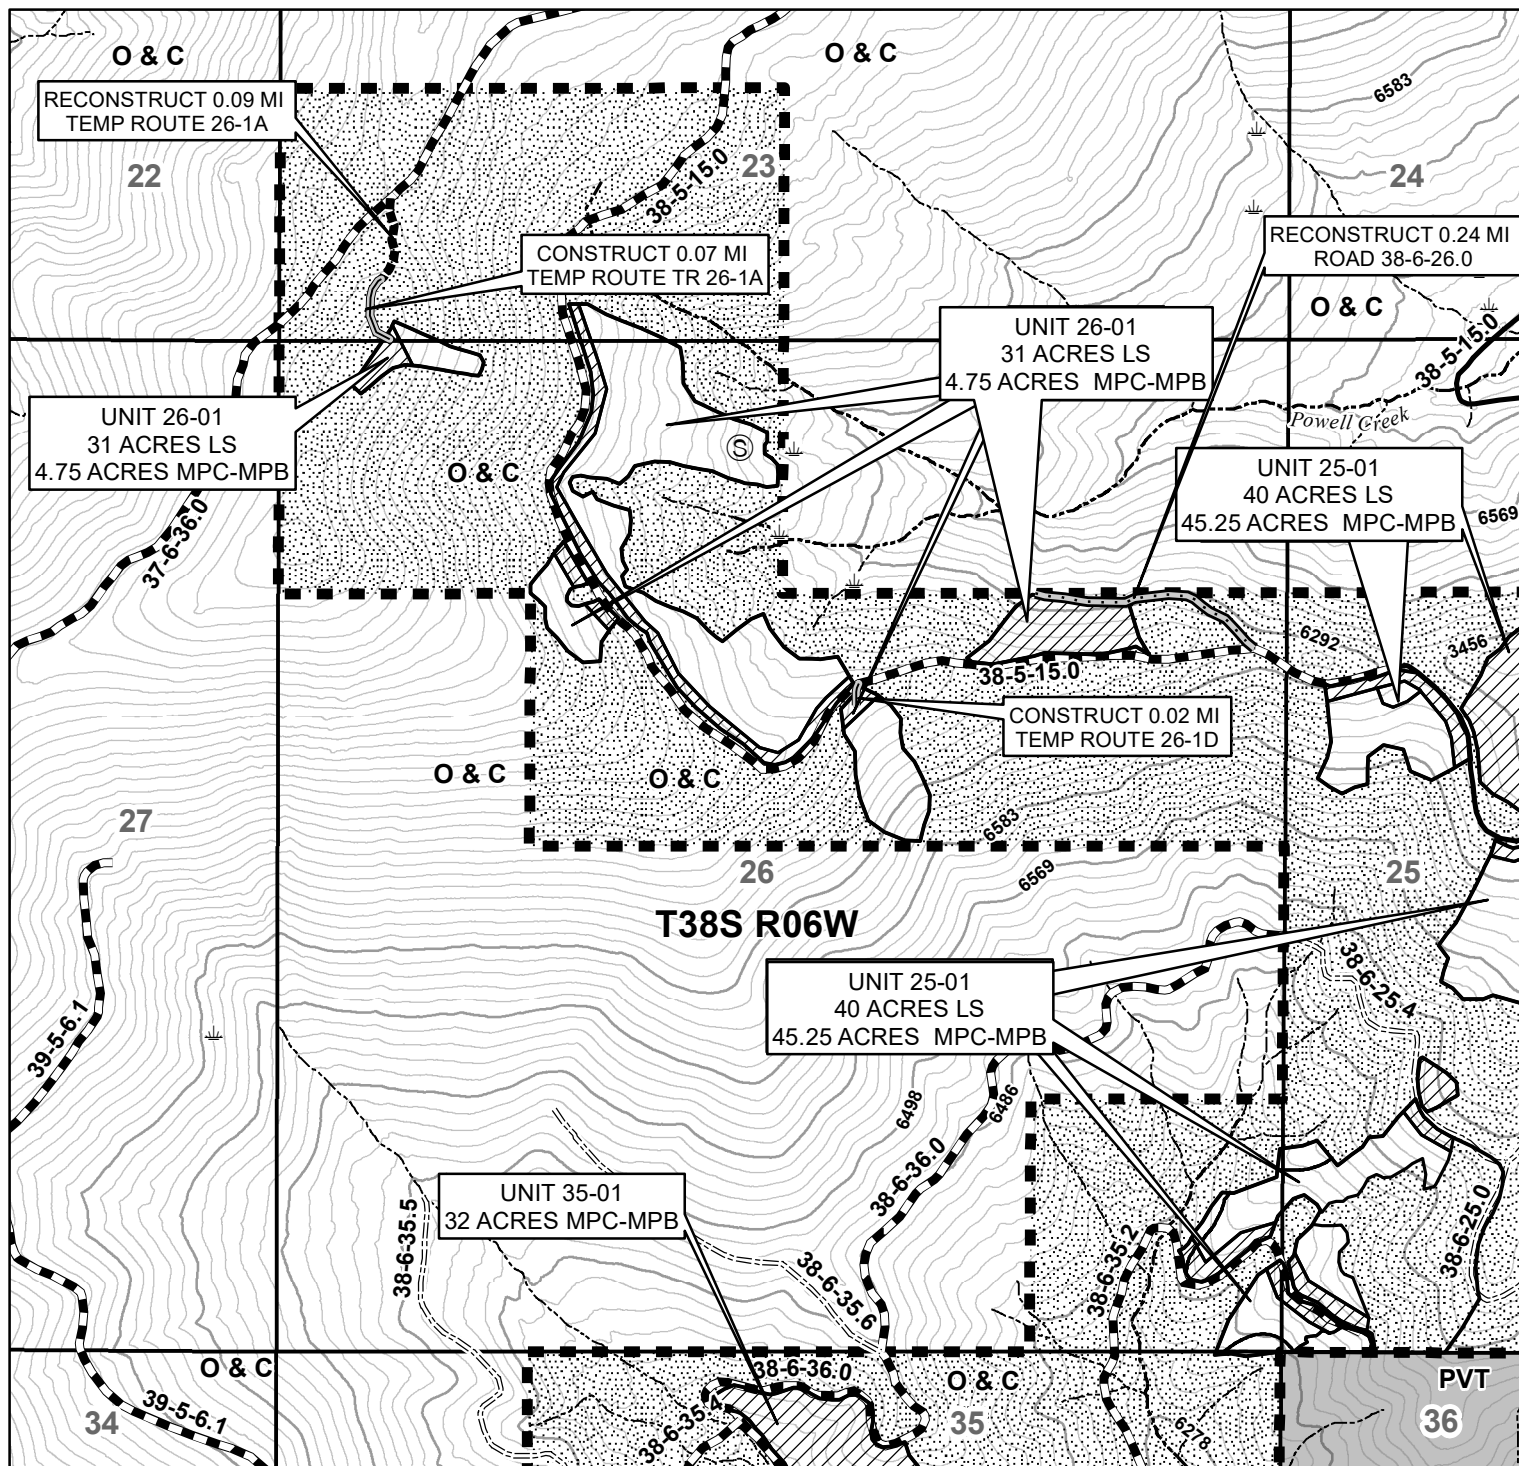 O & C
O & C
RECONSTRUCT 0.09 MI
TEMP ROUTE 26-1A
22
23
24
6583
38-5-15.0
CONSTRUCT 0.07 MI
TEMP ROUTE TR 26-1A
RECONSTRUCT 0.24 MI
ROAD 38-6-26.0
O & C
UNIT 26-01
31 ACRES LS
4.75 ACRES MPC-MPB
38-5-15.0
Powell Creek
UNIT 26-01
31 ACRES LS
4.75 ACRES MPC-MPB
S
O & C
UNIT 25-01
40 ACRES LS
45.25 ACRES MPC-MPB
6569
37-6-36.0
6292
3456
38-5-15.0
CONSTRUCT 0.02 MI
TEMP ROUTE 26-1D
O & C
O & C
27
6583
26
6569
25
T38S R06W
UNIT 25-01
40 ACRES LS
45.25 ACRES MPC-MPB
38-6-25.4
39-5-6.1
6498
6486
38-6-36.0
UNIT 35-01
32 ACRES MPC-MPB
38-6-35.5
38-6-35.6
38-6-35.2
38-6-25.0
O & C
38-6-36.0
O & C
PVT
34
39-5-6.1
38-6-35.4
35
6278
36